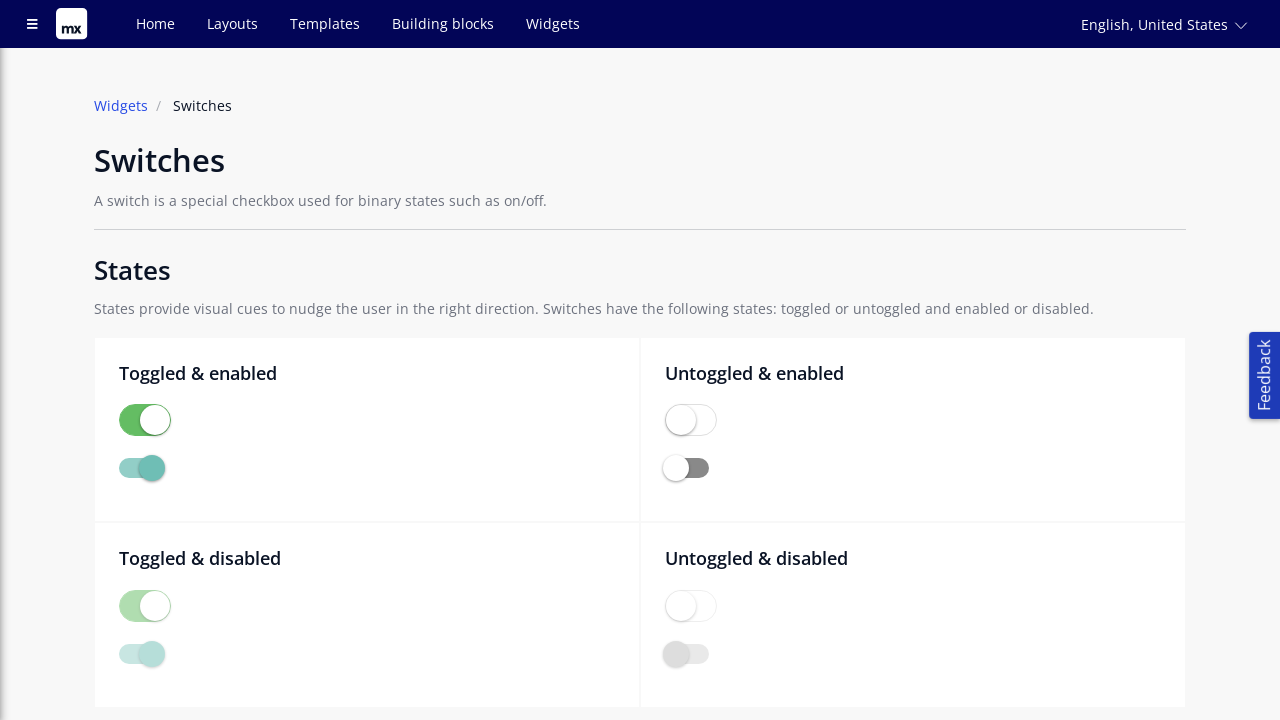 mx
Home
Layouts
Templates
Building blocks
Widgets
English, United States
Widgets / Switches
Switches
A switch is a special checkbox used for binary states such as on/off.
States
States provide visual cues to nudge the user in the right direction. Switches have the following states: toggled or untoggled and enabled or disabled.
Toggled & enabled
Untoggled & enabled
Toggled & disabled
Untoggled & disabled
Feedback